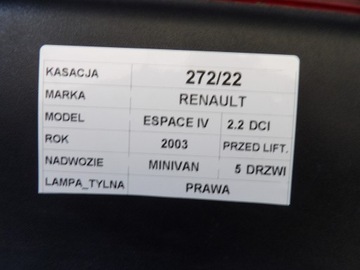 KASACJA 272/22
MARKA RENAULT
MODEL ESPACE IV 2.2 DCI
ROK 2003 PRZED LIFT.
NADWOZIE MINIVAN 5 DRZWI
LAMPA_TYLNA PRAWA